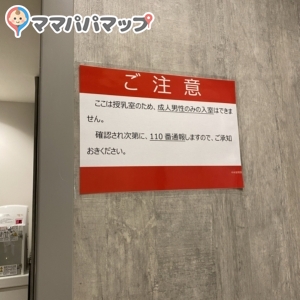 ママパパマップ
ご注意
ここは授乳室のため、成人男性のみの入室はできま
せん。
確認され次第に、110番通報しますので、ご承知
おきください。